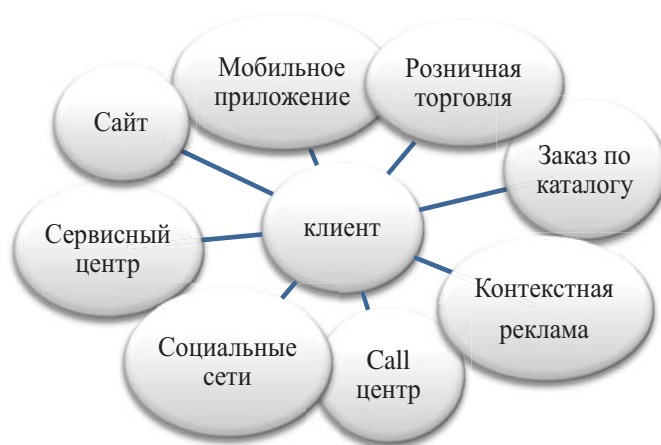 Мобильное
приложение
Розничная
торговля
Сайт
Заказ по
каталогу
клиент
Сервисный
центр
Контекстная
реклама
Социальные
сети
Call
центр